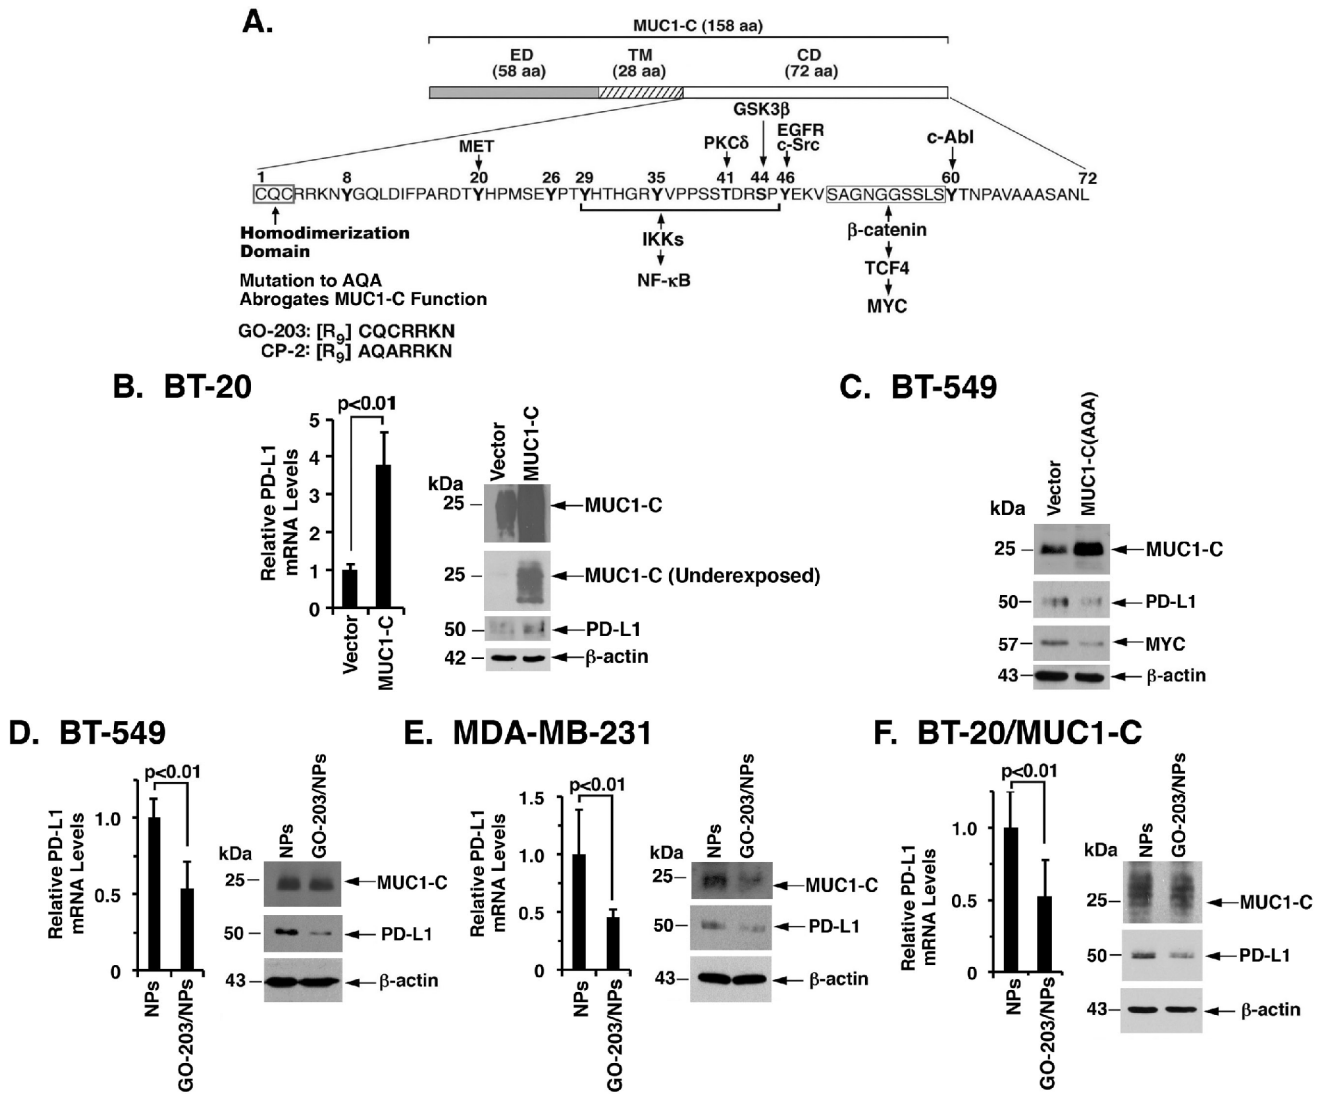 A.
MUC1-C (158 aa)
ED TM CD
(58 aa) (28 aa) (72 aa)
GSK3β
MET PKCδ EGFR c-Abl
c-Src
1 8 20 26 29 35 41 44 46 60 72
CQCRRKNYGQLDIFPARDTYHPMSEYPTYHTHGRYVPPSSTDRSPYEKVSAGNGGSSLSYTNPAVAAASANL
Homodimerization
Domain
IKKs
NF-κB
β-catenin
TCF4
MYC
Mutation to AQA
Abrogates MUC1-C Function
GO-203: [R9] CQCRRKN
CP-2: [R9] AQARRKN
B. BT-20
p<0.01
Relative PD-L1
mRNA Levels
5
4
3
2
1
0
Vector
MUC1-C
Vector
MUC1-C
kDa
25 MUC1-C
25 MUC1-C (Underexposed)
50 PD-L1
42 β-actin
C. BT-549
Vector
MUC1-C(AQA)
kDa
25 MUC1-C
50 PD-L1
57 MYC
43 β-actin
D. BT-549
p<0.01
Relative PD-L1
mRNA Levels
1.0
0.5
0
NPs
GO-203/NPs
NPs
GO-203/NPs
kDa
25 MUC1-C
50 PD-L1
43 β-actin
E. MDA-MB-231
p<0.01
Relative PD-L1
mRNA Levels
1.5
1.0
0.5
0
NPs
GO-203/NPs
NPs
GO-203/NPs
kDa
25 MUC1-C
50 PD-L1
43 β-actin
F. BT-20/MUC1-C
p<0.01
Relative PD-L1
mRNA Levels
1.0
0.5
0
NPs
GO-203/NPs
NPs
GO-203/NPs
kDa
25 MUC1-C
50 PD-L1
43 β-actin